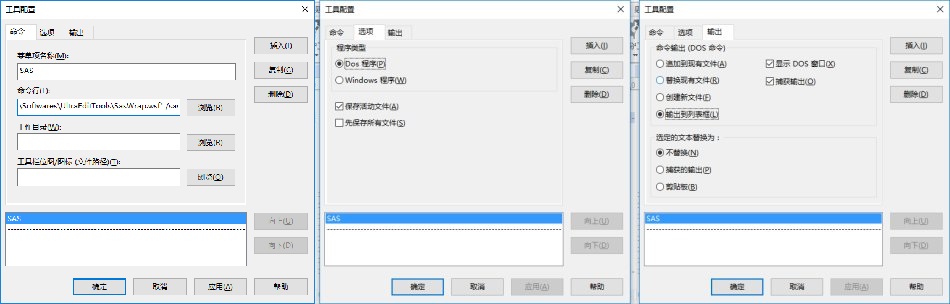 工具配置
命令 选项 输出
菜单项名称(M):
SAS
命令行(L):
\Softwares\UltraEditTools\SasWrap.wsf" /sas
浏览(B)
工作目录(W):
浏览(R)
工具栏位图/图标 (文件路径)(T):
浏览(O)
插入(I)
复制(C)
删除(D)
SAS
向上(U)
向下(D)
确定 取消 应用(A) 帮助
工具配置
命令 选项 输出
程序类型
Dos 程序(P)
Windows 程序(W)
保存活动文件(A)
先保存所有文件(S)
插入(I)
复制(C)
删除(D)
SAS
向上(U)
向下(D)
确定 取消 应用(A) 帮助
工具配置
命令 选项 输出
命令输出 (DOS 命令)
追加到现有文件(A) 显示 DOS 窗口(X)
替换现有文件(R) 捕获输出(O)
创建新文件(F)
输出到列表框(L)
选定的文本替换为：
不替换(N)
捕获的输出(P)
剪贴板(B)
插入(I)
复制(C)
删除(D)
SAS
向上(U)
向下(D)
确定 取消 应用(A) 帮助